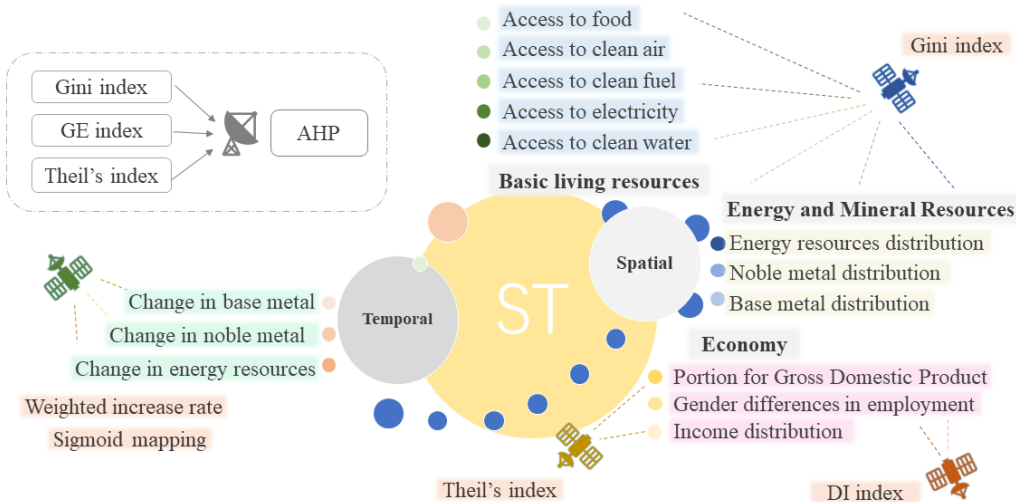 Gini index
GE index
Theil's index
AHP
Access to food
Access to clean air
Access to clean fuel
Access to electricity
Access to clean water
Basic living resources
Gini index
Energy and Mineral Resources
Energy resources distribution
Noble metal distribution
Base metal distribution
Spatial
Temporal
ST
Change in base metal
Change in noble metal
Change in energy resources
Weighted increase rate
Sigmoid mapping
Economy
Portion for Gross Domestic Product
Gender differences in employment
Income distribution
Theil's index
DI index